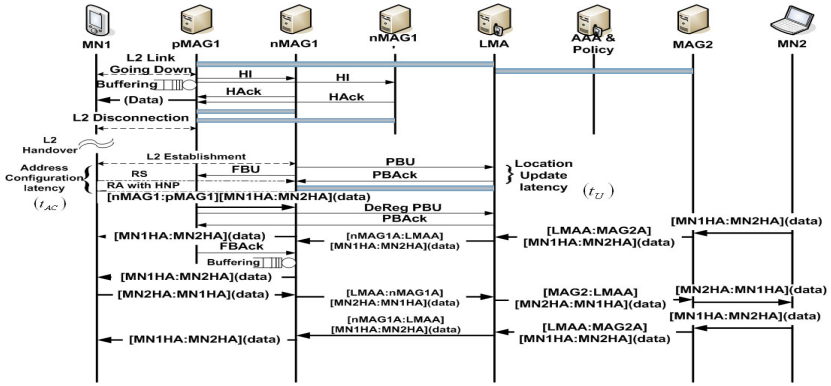 MN1
pMAG1
nMAG1
nMAG1
LMA
AAA &
Policy
MAG2
MN2
L2 Link
Going Down
HI
HI
Buffering
HAck
HAck
(Data)
L2 Disconnection
L2
Handover
L2 Establishment
PBU
Address
Configuration
latency
(t_AC)
RS
FBU
PBAck
Location
Update
latency
(t_U)
RA with HNP
[nMAG1:pMAG1][MN1HA:MN2HA](data)
DeReg PBU
PBAck
[MN1HA:MN2HA](data)
[MN1HA:MN2HA](data)
[nMAG1A:LMAA]
[MN1HA:MN2HA](data)
[LMAA:MAG2A]
[MN1HA:MN2HA](data)
FBAck
Buffering
[MN1HA:MN2HA](data)
[MN2HA:MN1HA](data)
[LMAA:nMAG1A]
[MN2HA:MN1HA](data)
[MAG2:LMAA]
[MN2HA:MN1HA](data)
[MN2HA:MN1HA](data)
[MN1HA:MN2HA](data)
[nMAG1A:LMAA]
[MN1HA:MN2HA](data)
[LMAA:MAG2A]
[MN1HA:MN2HA](data)
[MN1HA:MN2HA](data)